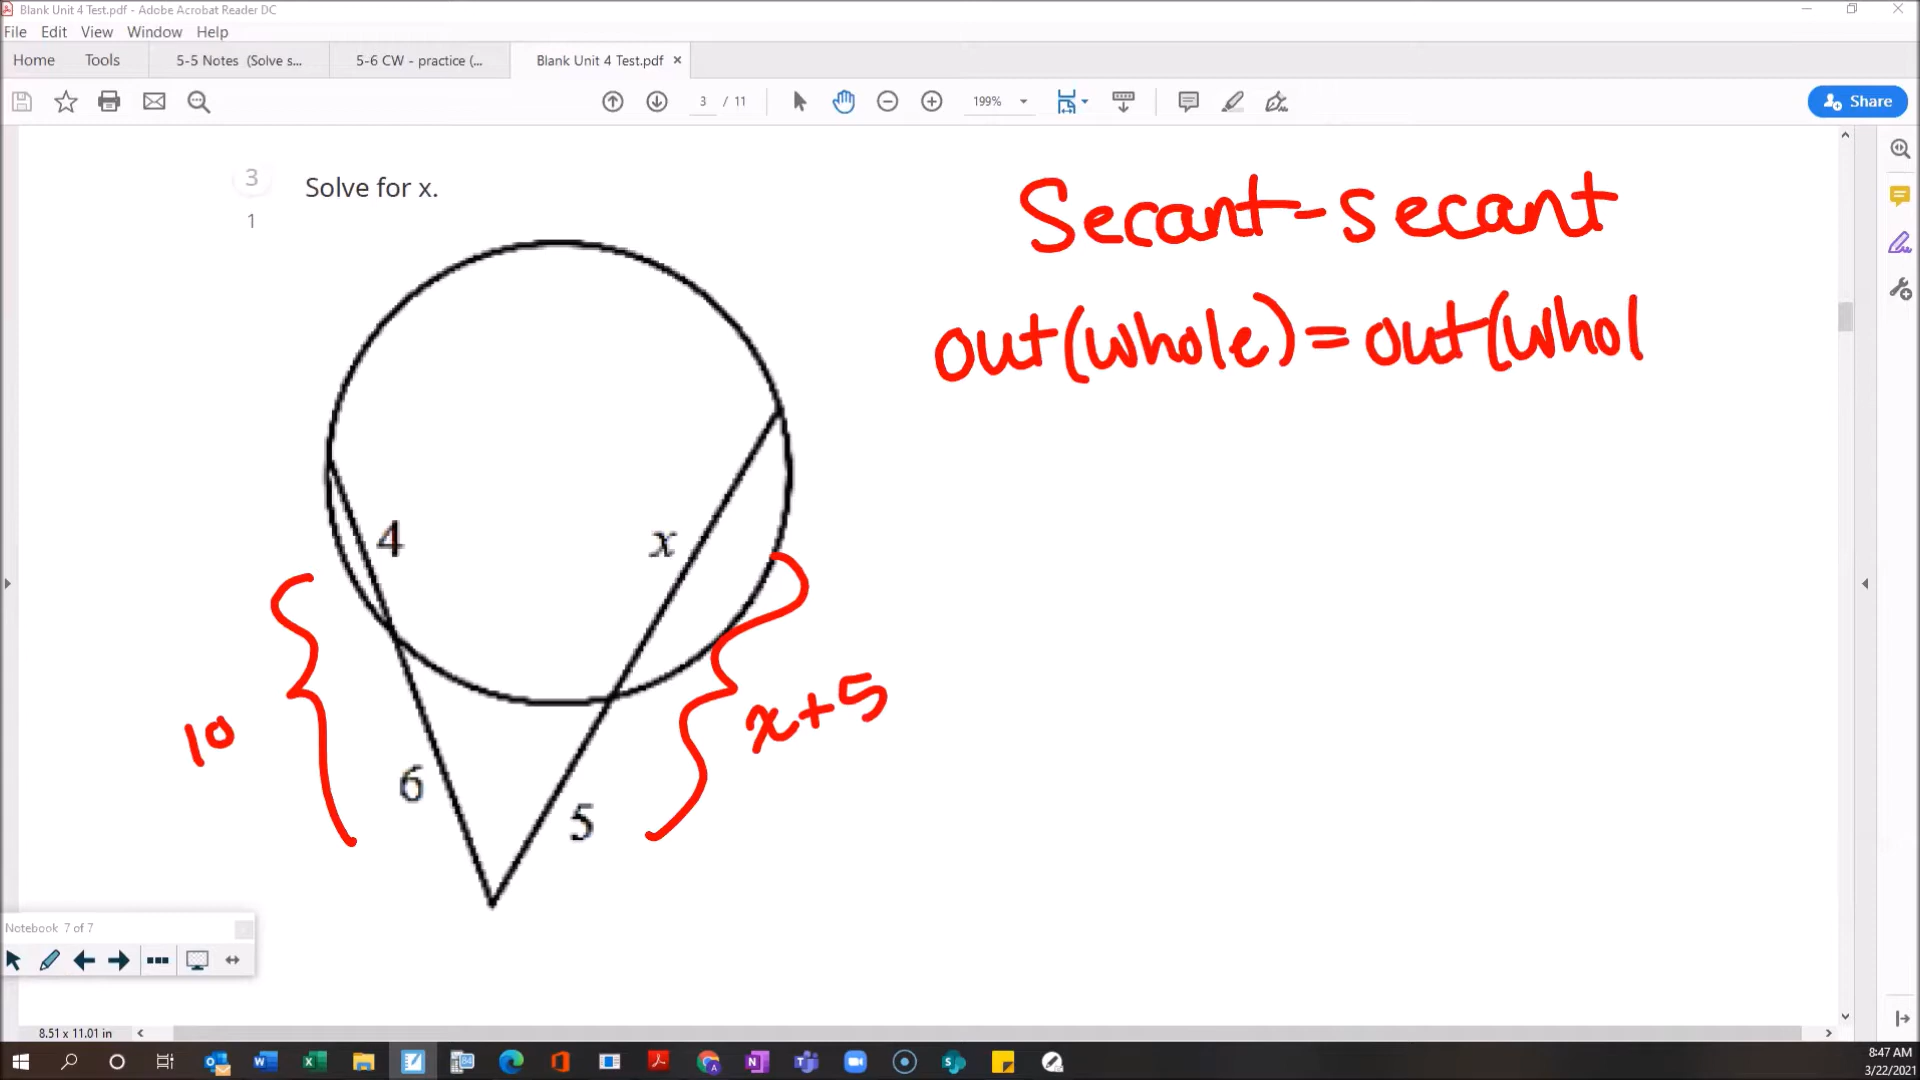 Blank Unit 4 Test.pdf - Adobe Acrobat Reader DC
File Edit View Window Help
Home Tools 5-5 Notes (Solve s... 5-6 CW - practice (... Blank Unit 4 Test.pdf ×
3 / 11 199% Share
3 Solve for x.
1
Secant-secant
out(whole)=out(whol
4
x
10
x+5
6
5
Notebook 7 of 7
8.51 x 11.01 in
8:47 AM
3/22/2021